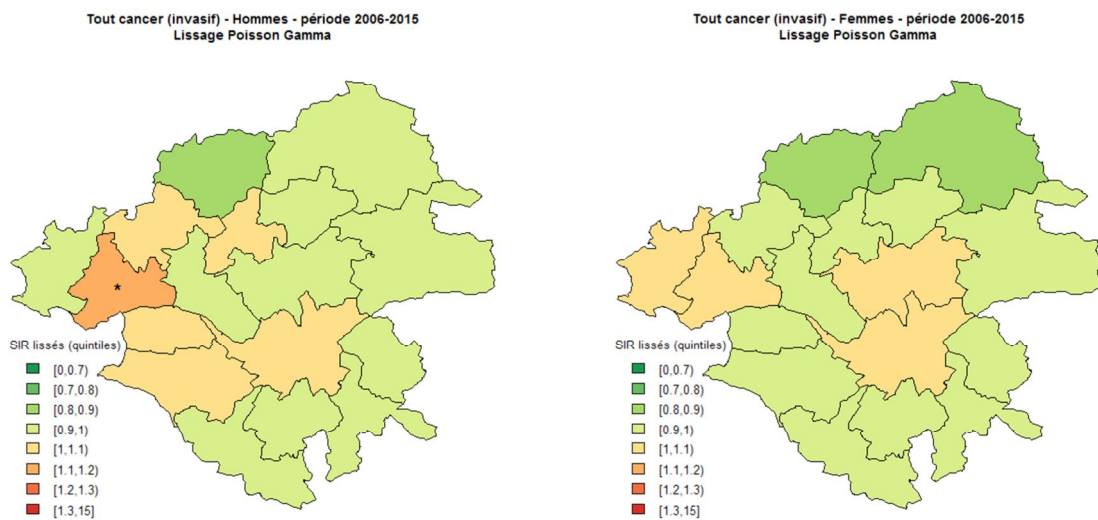 Tout cancer (invasif) - Hommes - période 2006-2015
Lissage Poisson Gamma
SIR lissés (quintiles)
[0,0.7)
[0.7,0.8)
[0.8,0.9)
[0.9,1)
[1,1.1)
[1.1,1.2)
[1.2,1.3)
[1.3,15]
*
Tout cancer (invasif) - Femmes - période 2006-2015
Lissage Poisson Gamma
SIR lissés (quintiles)
[0,0.7)
[0.7,0.8)
[0.8,0.9)
[0.9,1)
[1,1.1)
[1.1,1.2)
[1.2,1.3)
[1.3,15]